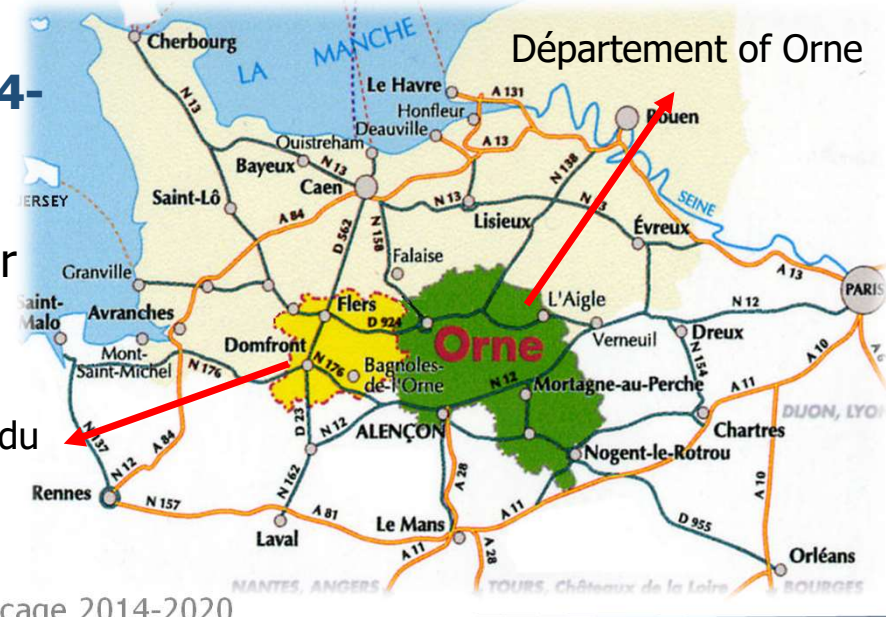 Département of Orne
4-
r
du
Cherbourg
LA MANCHE
Le Havre
A 131
Honfleur
Deauville
A 13
Rouen
N 13
Ouistreham
Bayeux
N 13
Caen
N 138
SEINE
JERSEY
Saint-Lô
A 84
D 562
N 158
N 13
Lisieux
N 13
Évreux
Falaise
Granville
A 13
PARIS
Saint-
Malo
Avranches
Flers
D 924
L'Aigle
N 12
Orne
Verneuil
Dreux
Mont-
Saint-Michel
N 176
Domfront
N 176
Bagnoles-
de-l'Orne
N 12
N 154
A 10
Mortagne-au-Perche
A 11
DIJON, LYO
N 137
A 84
D 23
N 12
ALENÇON
Chartres
Nogent-le-Rotrou
N 12
Rennes
N 157
N 162
A 28
A 10
A 81
Laval
Le Mans
A 11
A 11
A 28
D 955
Orléans
NANTES, ANGERS
TOURS, Châteaux de la Loire
BOURGES
cage 2014-2020